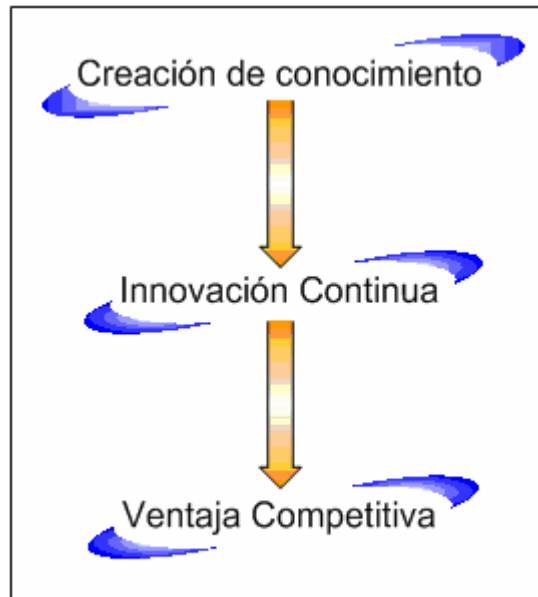 Creación de conocimiento
Innovación Continua
Ventaja Competitiva